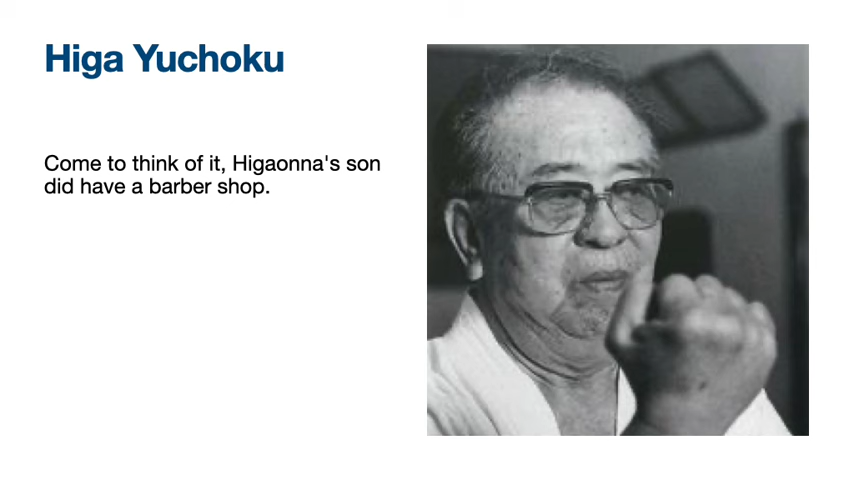 Higa Yuchoku
Come to think of it, Higaonna's son
did have a barber shop.